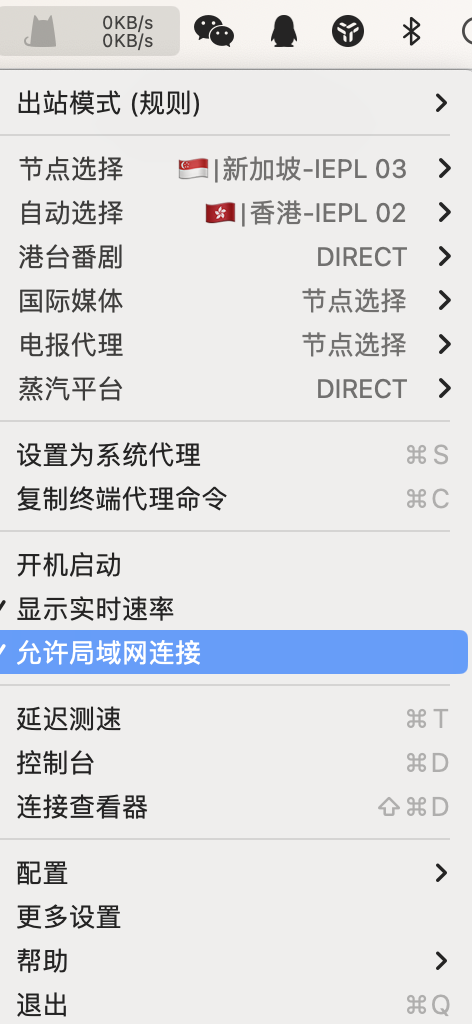 0KB/s
0KB/s
出站模式 (规则)
节点选择 🇸🇬|新加坡-IEPL 03
自动选择 🇭🇰|香港-IEPL 02
港台番剧 DIRECT
国际媒体 节点选择
电报代理 节点选择
蒸汽平台 DIRECT
设置为系统代理 ⌘S
复制终端代理命令 ⌘C
开机启动
✓ 显示实时速率
✓ 允许局域网连接
延迟测速 ⌘T
控制台 ⌘D
连接查看器 ⇧⌘D
配置
更多设置
帮助
退出 ⌘Q